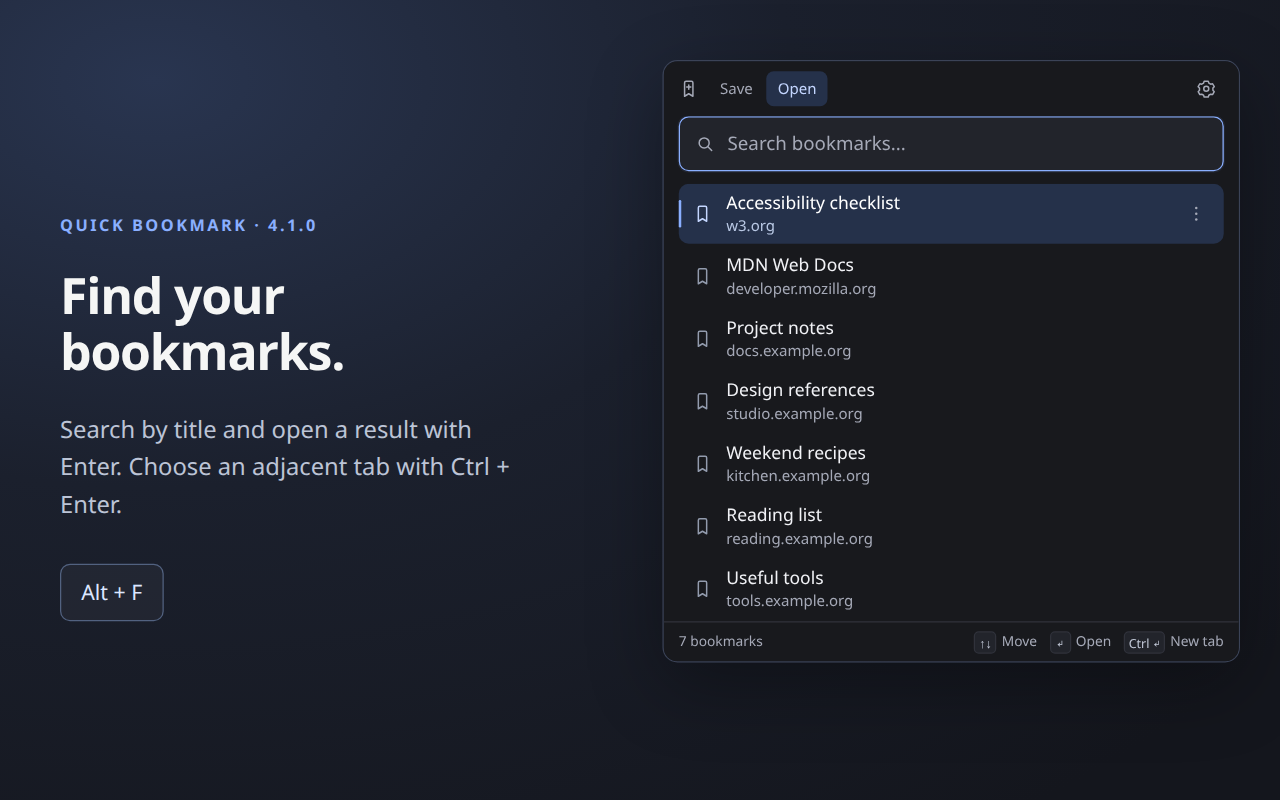 QUICK BOOKMARK · 4.1.0
Find your
bookmarks.
Search by title and open a result with
Enter. Choose an adjacent tab with Ctrl +
Enter.
Alt + F
Save
Open
Search bookmarks...
Accessibility checklist
w3.org
MDN Web Docs
developer.mozilla.org
Project notes
docs.example.org
Design references
studio.example.org
Weekend recipes
kitchen.example.org
Reading list
reading.example.org
Useful tools
tools.example.org
7 bookmarks
↑↓ Move ↵ Open Ctrl ↵ New tab